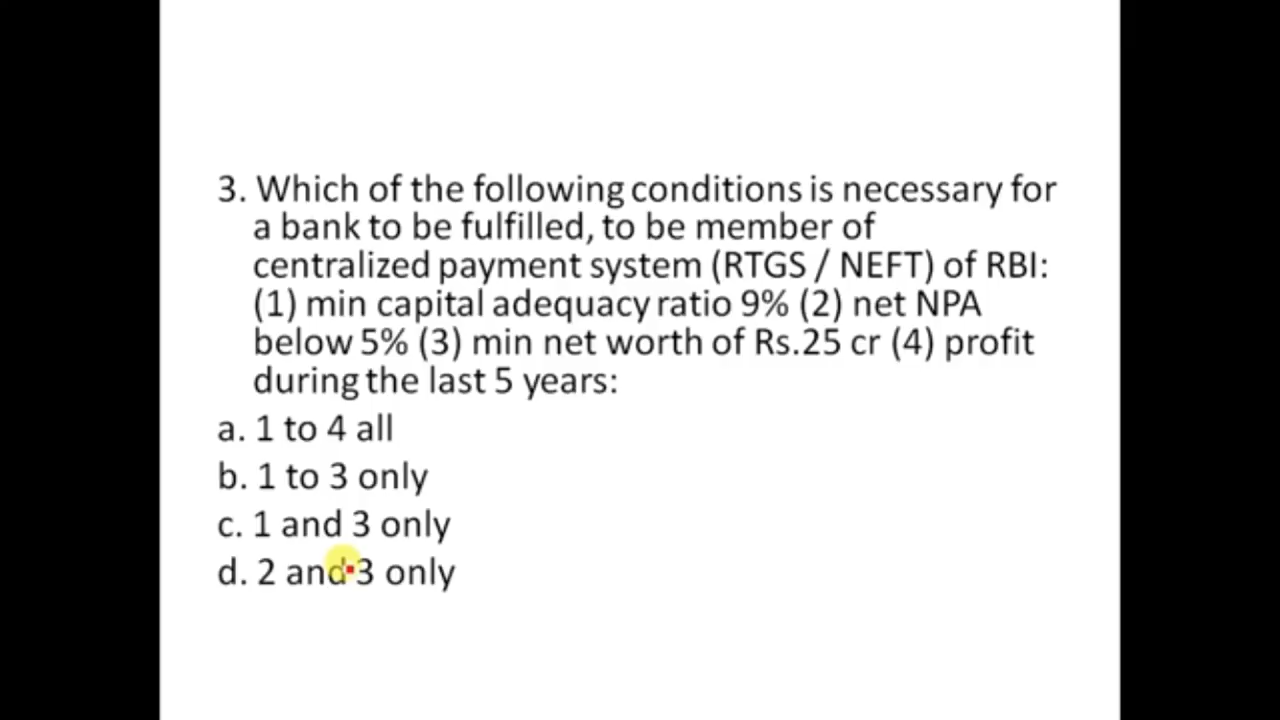 3. Which of the following conditions is necessary for
a bank to be fulfilled, to be member of
centralized payment system (RTGS / NEFT) of RBI:
(1) min capital adequacy ratio 9% (2) net NPA
below 5% (3) min net worth of Rs.25 cr (4) profit
during the last 5 years:
a. 1 to 4 all
b. 1 to 3 only
c. 1 and 3 only
d. 2 and 3 only